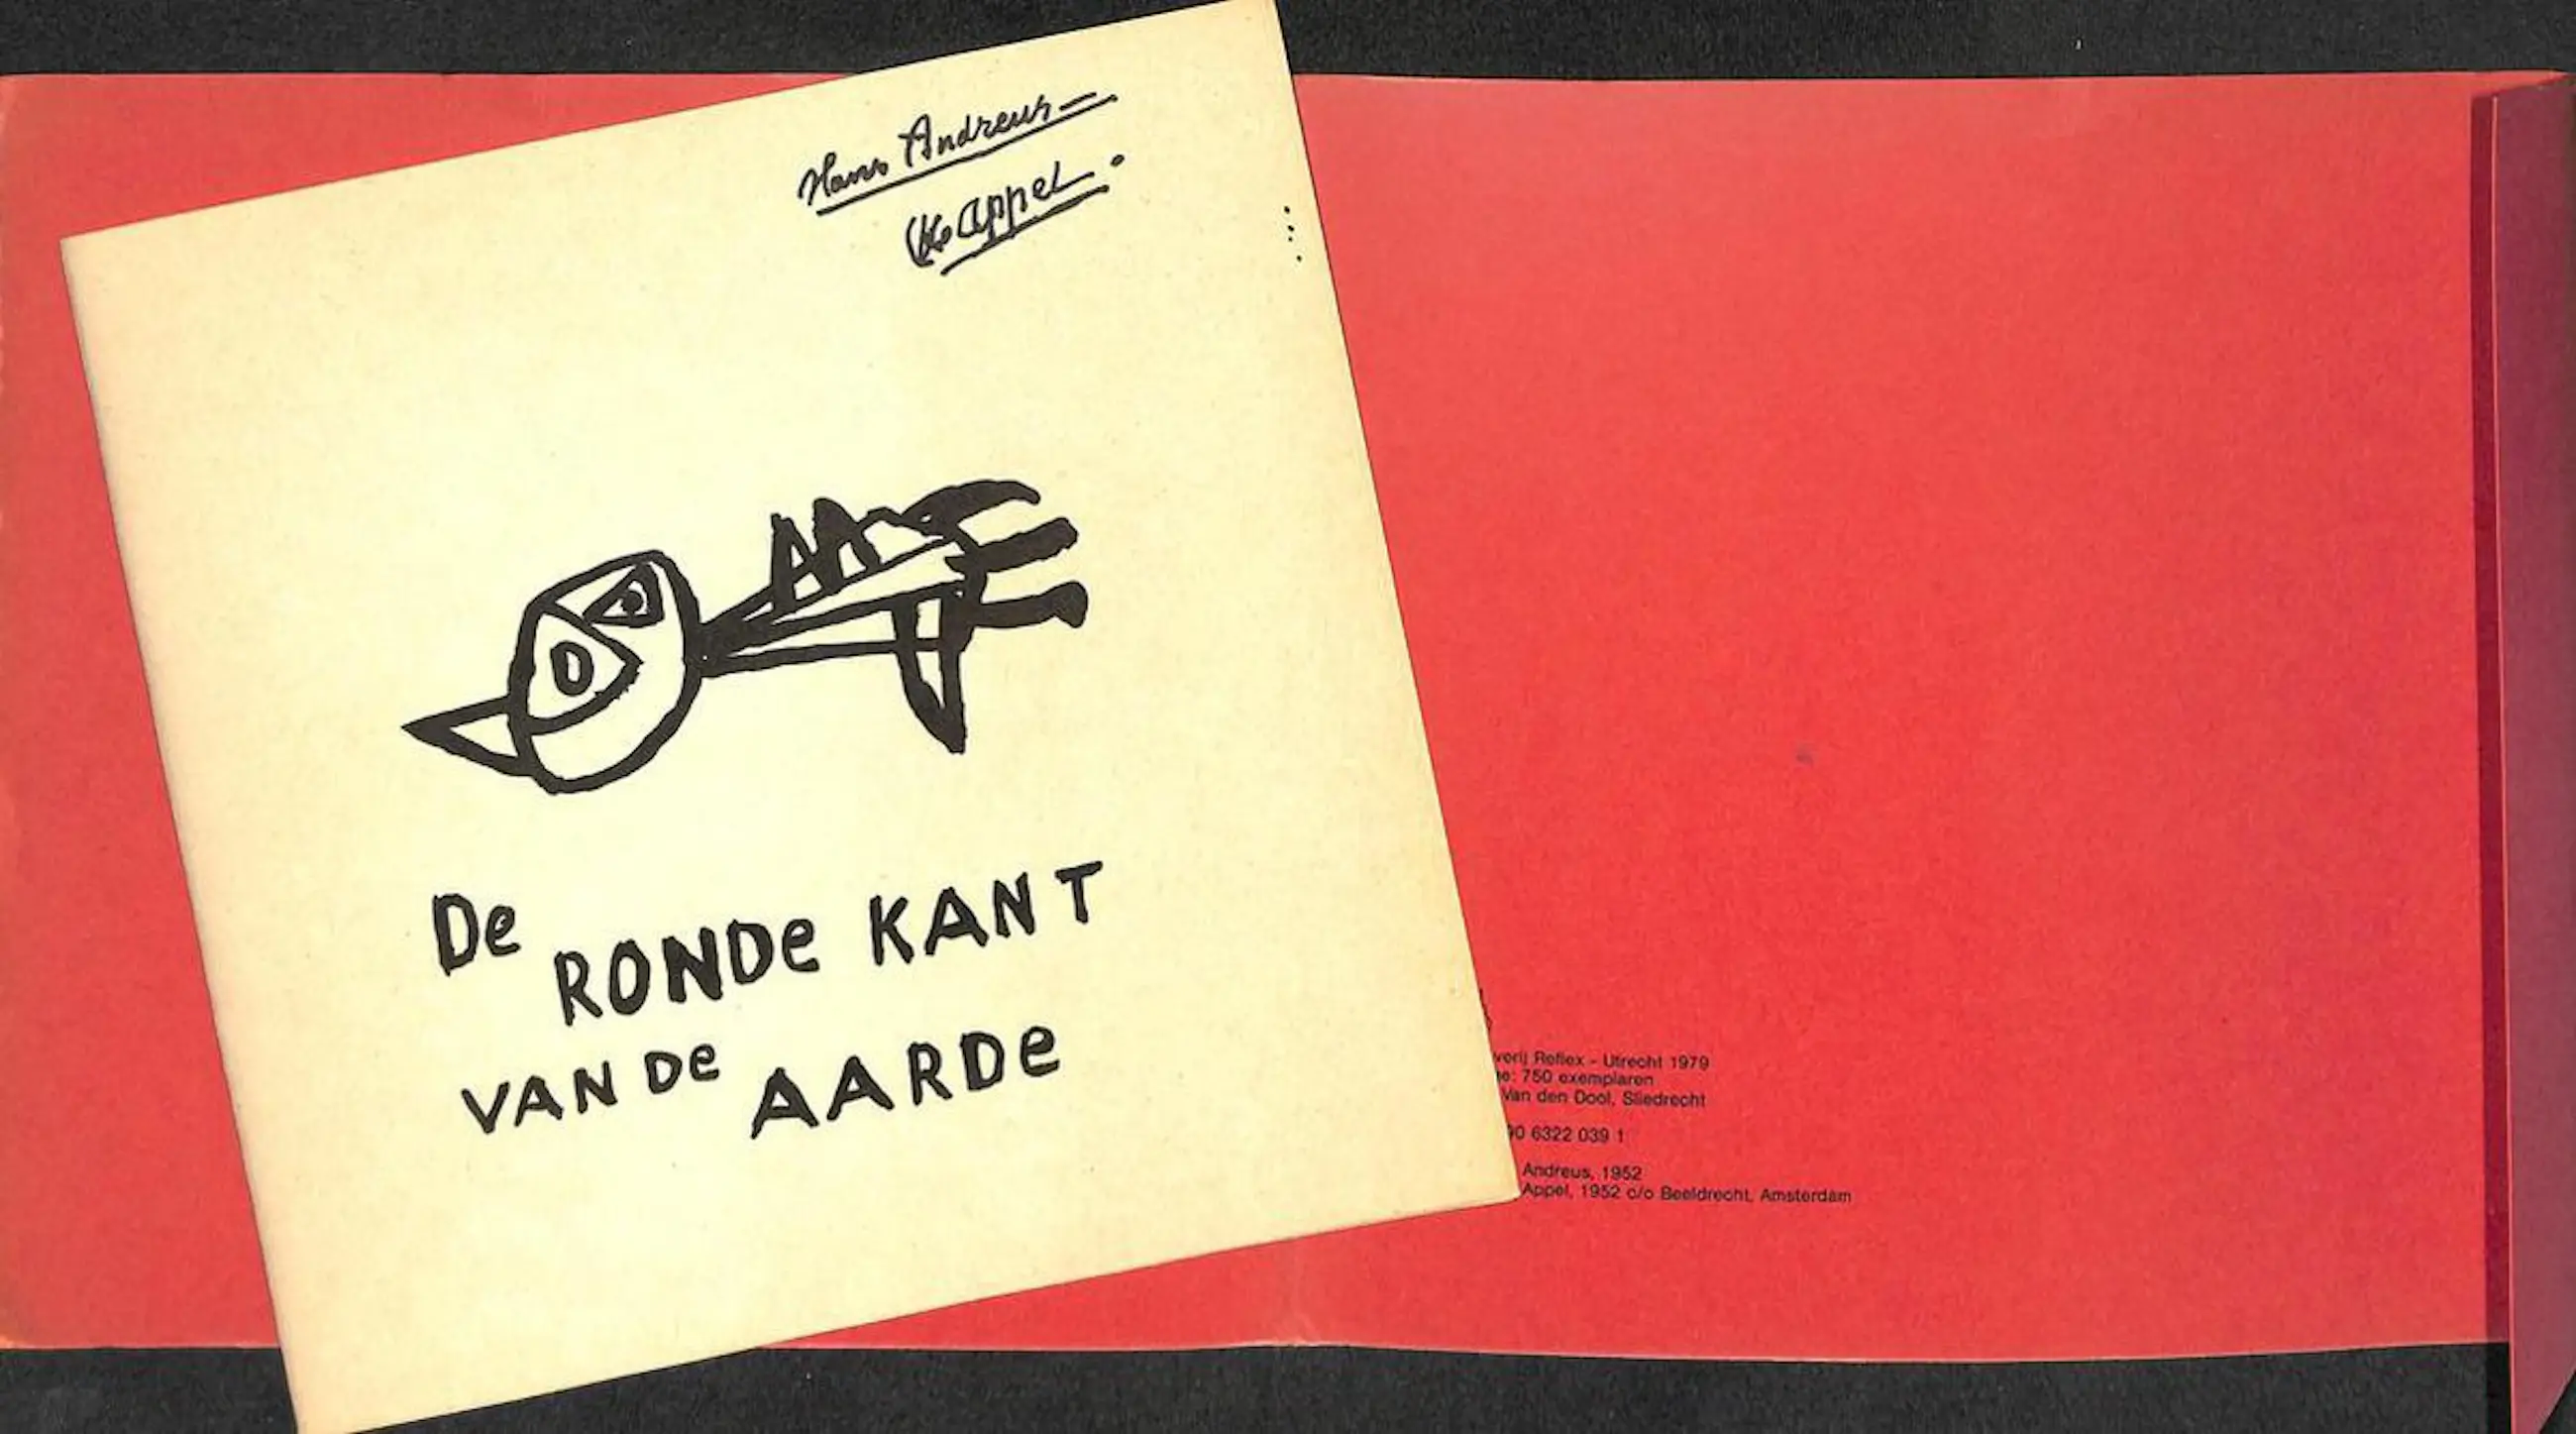 Hans Andreus
K Appel.
De RONDe KANT
VAN De AARDe
verij Reflex - Utrecht 1979
e: 750 exemplaren
Van den Dool, Sliedrecht
90 6322 039 1
Andreus, 1952
Appel, 1952 c/o Beeldrecht, Amsterdam